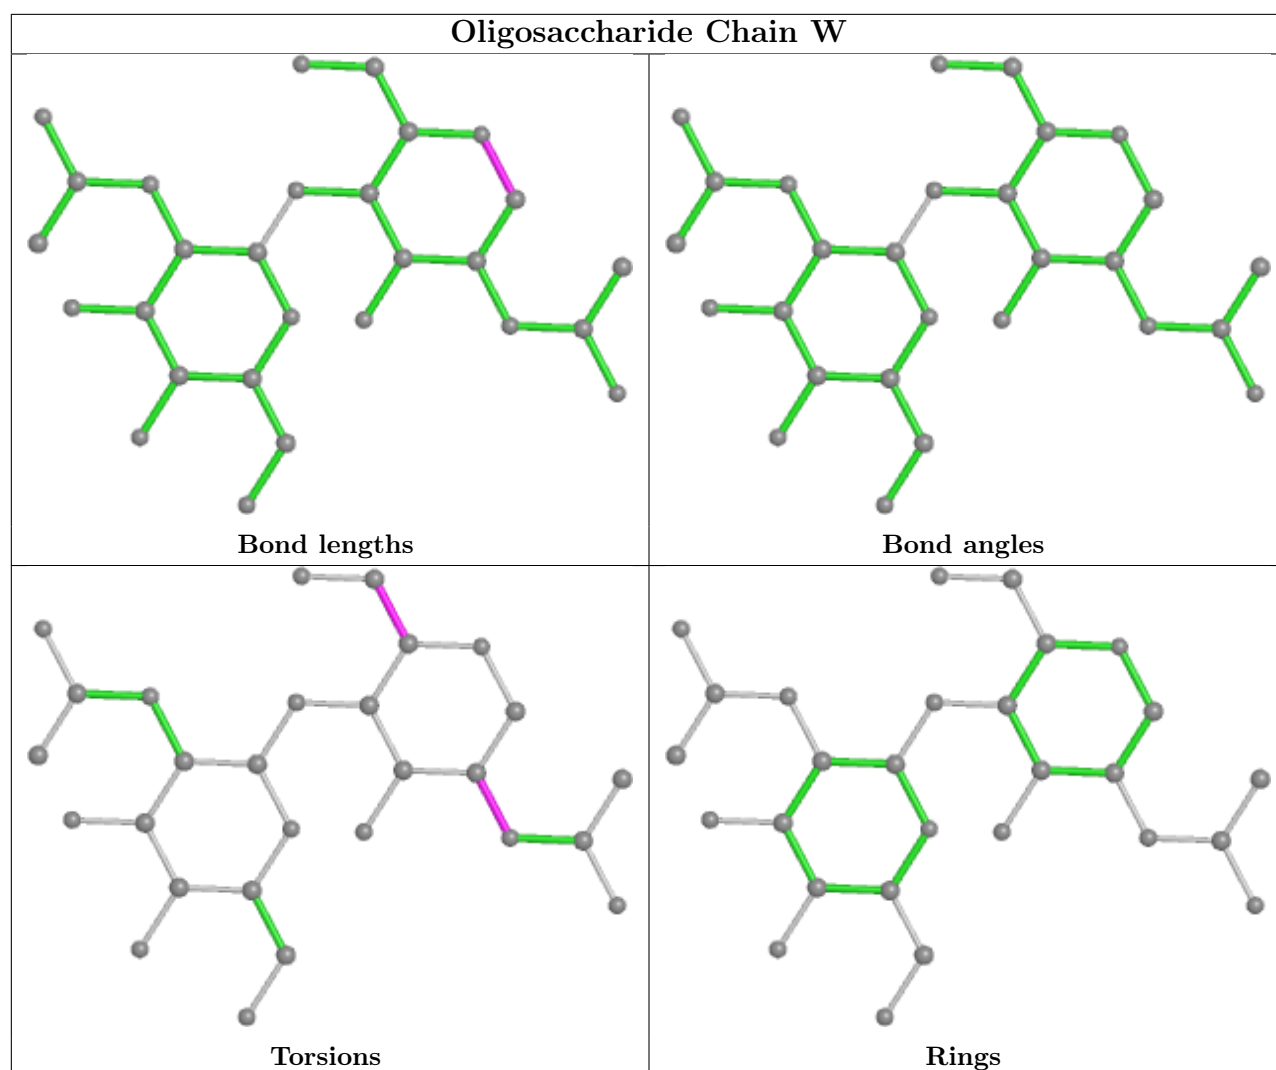 Oligosaccharide Chain W
Bond lengths
Bond angles
Torsions
Rings